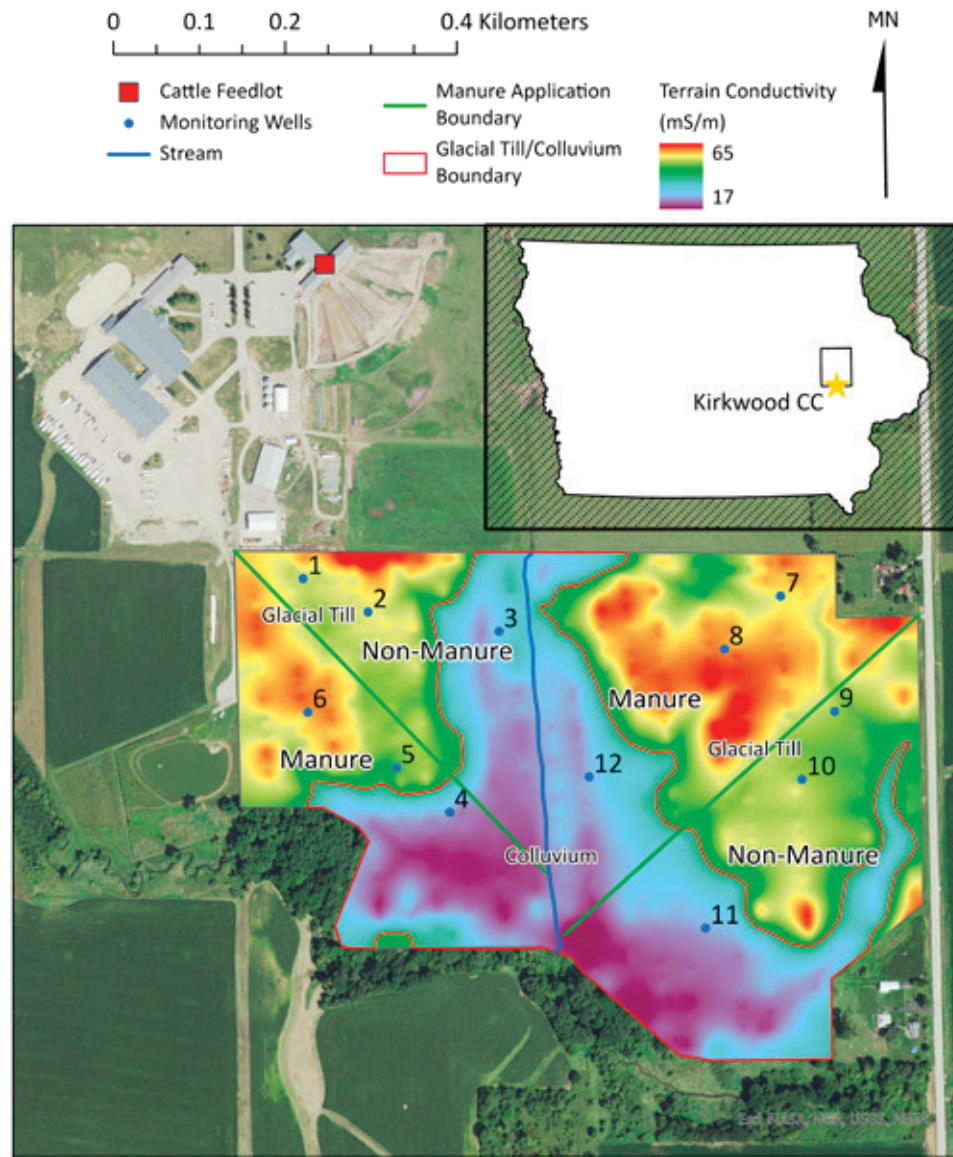 0 0.2 0.4 Kilometers
MN
Cattle Feedlot
Monitoring Wells
Stream
Manure Application
Boundary
Glacial Till/Colluvium
Boundary
Terrain Conductivity
(mS/m)
65
17
Kirkwood CC
1
2
Glacial Till
3
Non-Manure
6
Manure
5
4
7
8
Manure
9
Glacial Till
10
12
Colluvium
Non-Manure
11